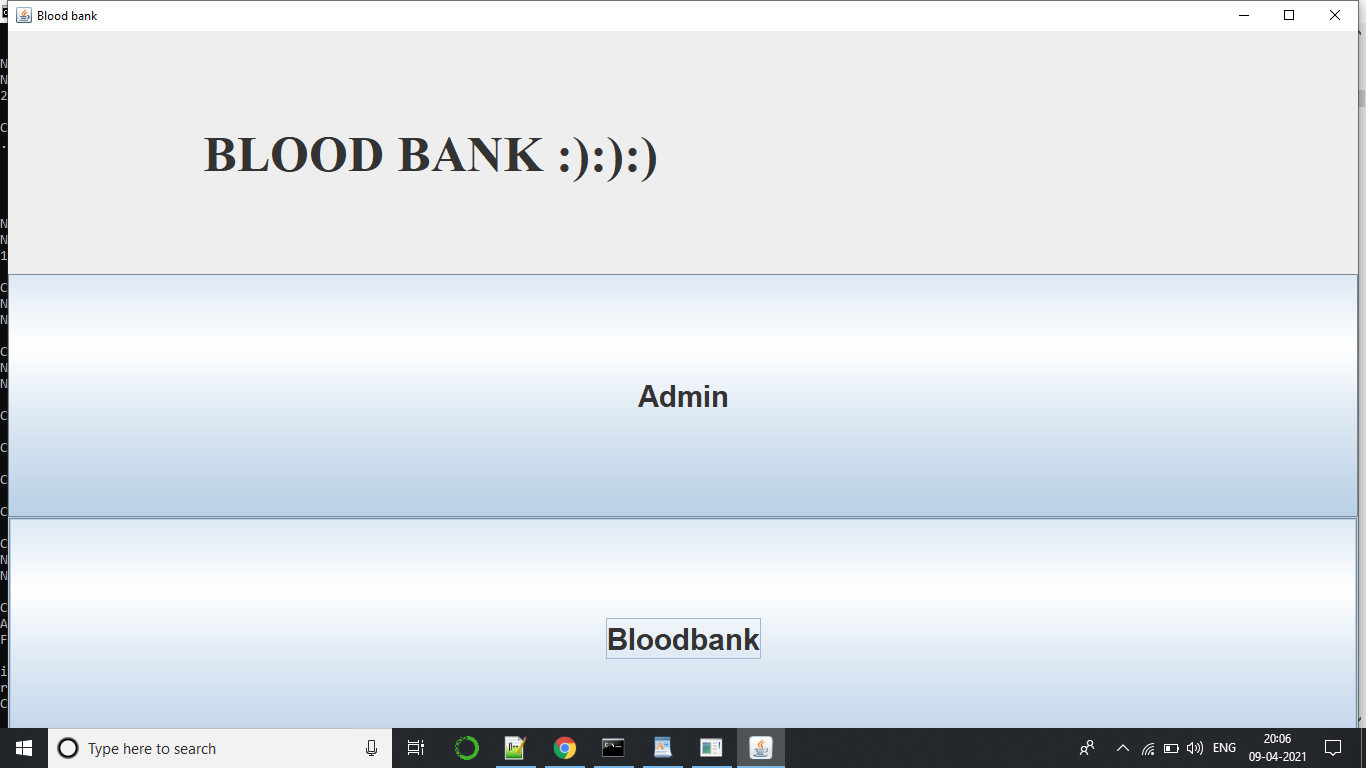 Blood bank
BLOOD BANK :):):)
Admin
Bloodbank
Type here to search
ENG
20:06
09-04-2021